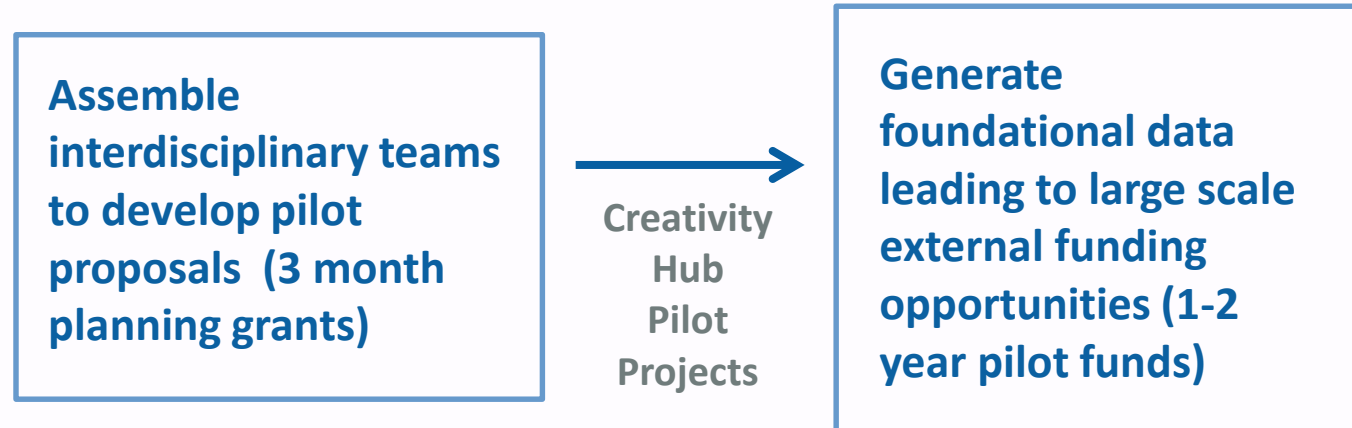 Assemble
interdisciplinary teams
to develop pilot
proposals  (3 month
planning grants)
Creativity
Hub
Pilot
Projects
Generate
foundational data
leading to large scale
external funding
opportunities (1-2
year pilot funds)